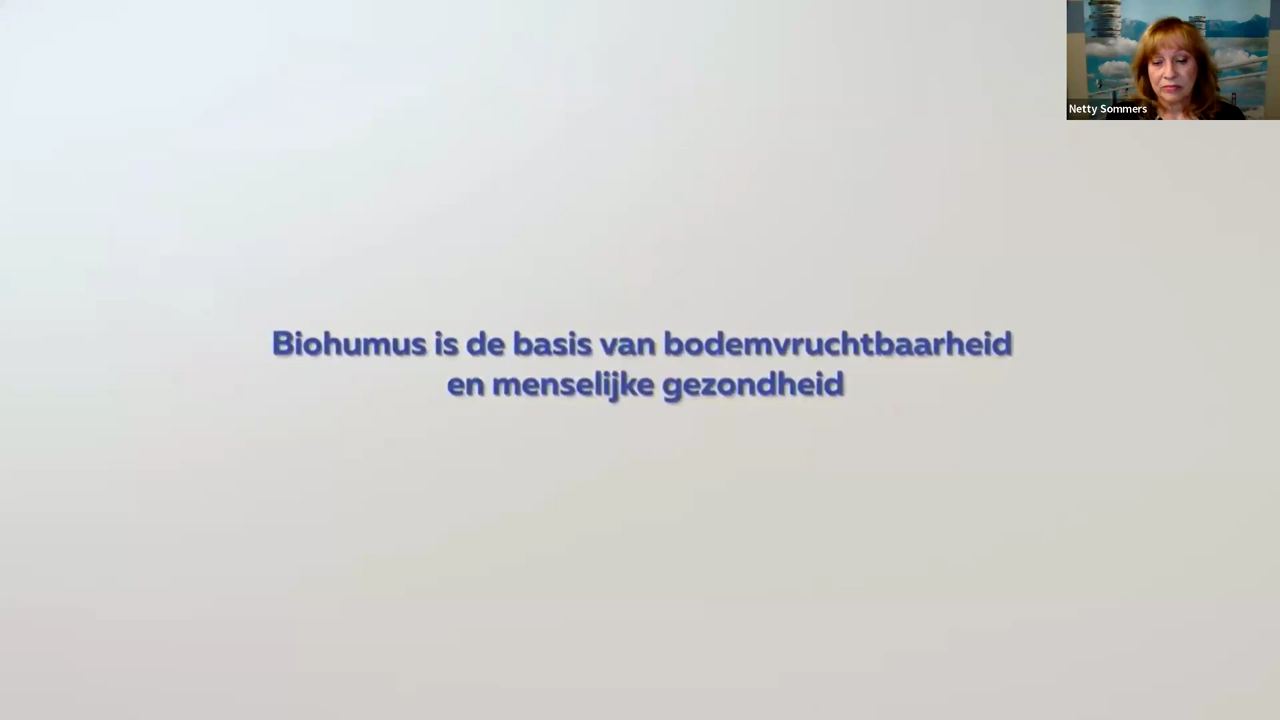 Netty Sommers
Biohumus is de basis van bodemvruchtbaarheid
en menselijke gezondheid